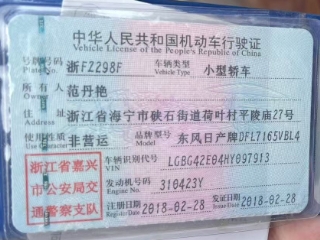 中华人民共和国机动车行驶证
Vehicle License of the People's Republic of China
号牌号码 浙FZ298F 车辆类型 小型轿车
Plate No. Vehicle Type
所有人 范丹艳
Owner
住址 浙江省海宁市硖石街道荷叶村平陵庙27号
Address
使用性质 非营运 品牌型号 东风日产牌DFL7165VBL4
Use Character Model
浙江省嘉兴
市公安局交
通警察支队
车辆识别代号 LGBG42E04HY097913
VIN
发动机号码 310423Y
Engine No.
注册日期 2018-02-28 发证日期 2018-02-28
Register Date Issue Date